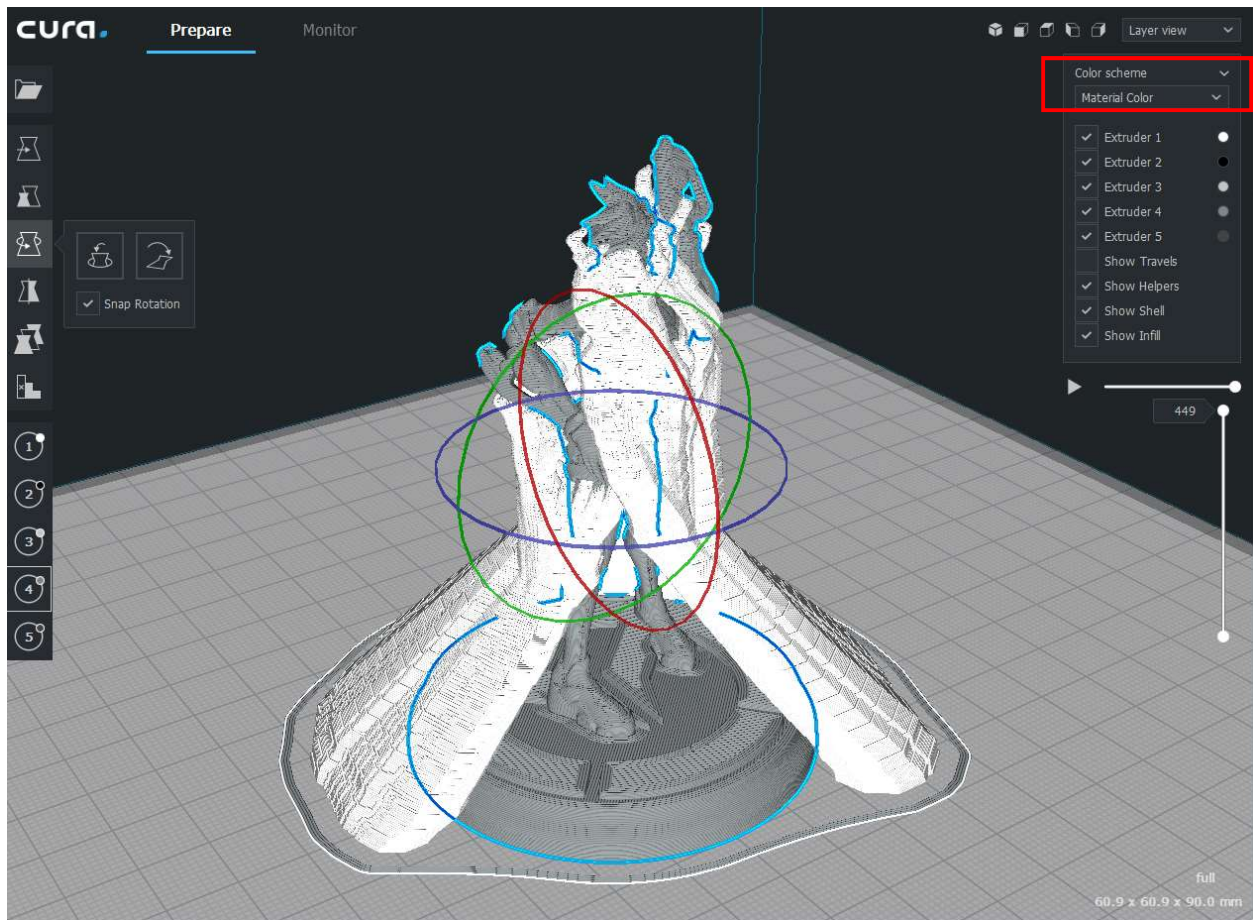 cura.
Prepare
Monitor
Layer view
Color scheme
Material Color
Extruder 1
Extruder 2
Extruder 3
Extruder 4
Extruder 5
Show Travels
Show Helpers
Show Shell
Show Infill
Snap Rotation
449
1
2
3
4
5
full
60.9 x 60.9 x 90.0 mm